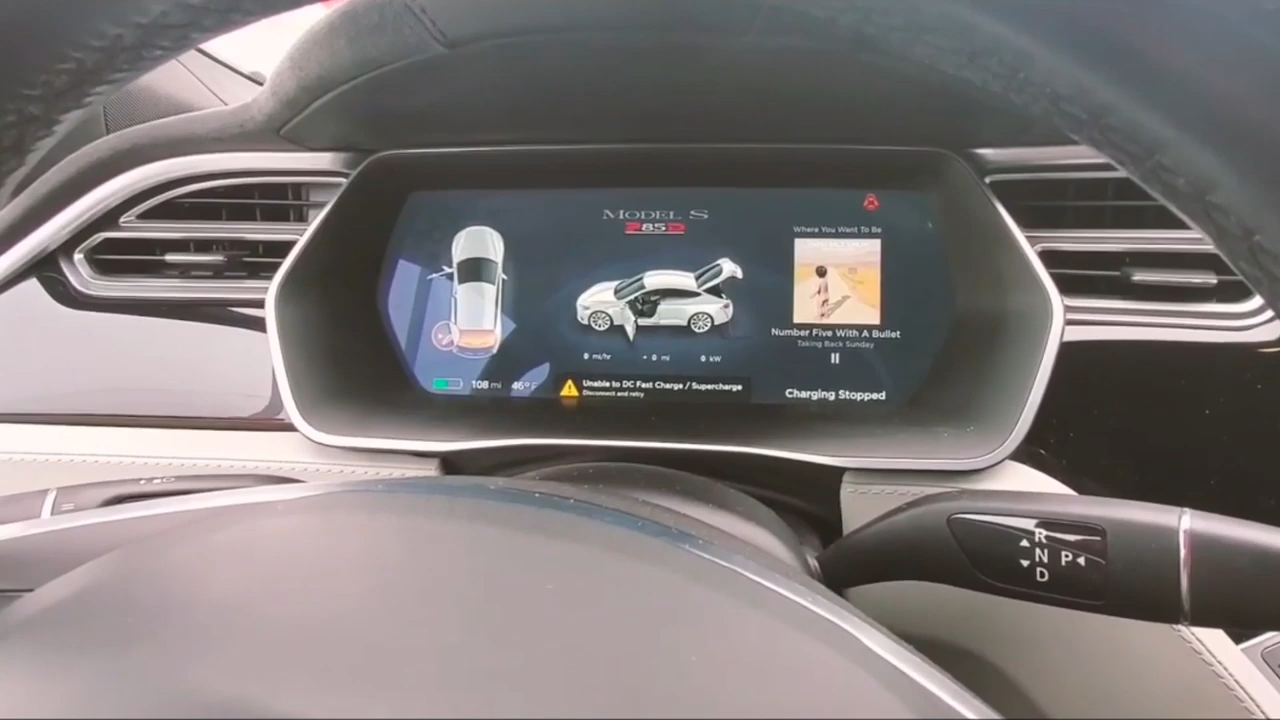 MODEL S
P85D
Where You Want To Be
Number Five With A Bullet
Taking Back Sunday
0 mi/hr
+ 0 mi
0 kW
108 mi
46° F
Unable to DC Fast Charge / Supercharge
Disconnect and retry
Charging Stopped
R
N
D
P